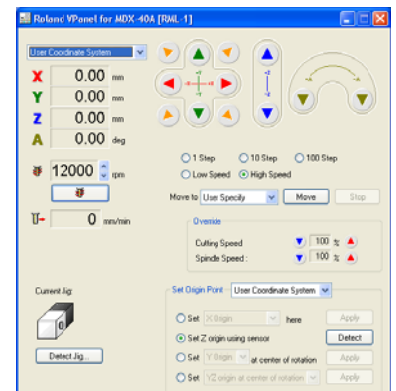 Roland VPanel for MDX-40A [RML-1]
User Coordinate System
X 0.00 mm
Y 0.00 mm
Z 0.00 mm
A 0.00 deg
12000 rpm
0 mm/min
1 Step 10 Step 100 Step
Low Speed High Speed
Move to Use Specify Move Stop
Override
Cutting Speed 100 %
Spindle Speed : 100 %
Current Jig:
Detect Jig...
Set Origin Point User Coordinate System
Set X Origin here Apply
Set Z origin using sensor Detect
Set Y Origin at center of rotation Apply
Set YZ origin at center of rotation Apply